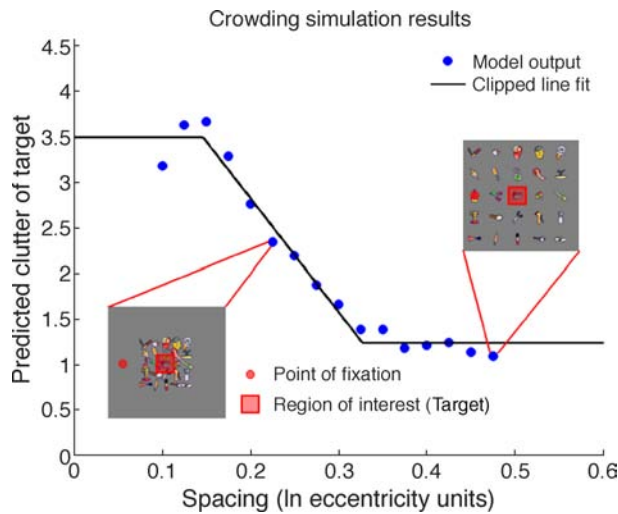 Crowding simulation results
Predicted clutter of target
4.5
4
3.5
3
2.5
2
1.5
1
0.5
0
Model output
Clipped line fit
Point of fixation
Region of interest (Target)
0 0.1 0.2 0.3 0.4 0.5 0.6
Spacing (In eccentricity units)